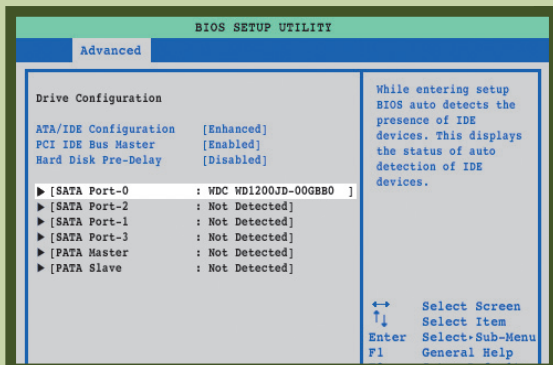 BIOS SETUP UTILITY
Advanced
Drive Configuration
ATA/IDE Configuration [Enhanced]
PCI IDE Bus Master [Enabled]
Hard Disk Pre-Delay [Disabled]
▶ [SATA Port-0 : WDC WD1200JD-00GBB0 ]
▶ [SATA Port-2 : Not Detected]
▶ [SATA Port-1 : Not Detected]
▶ [SATA Port-3 : Not Detected]
▶ [PATA Master : Not Detected]
▶ [PATA Slave : Not Detected]
While entering setup
BIOS auto detects the
presence of IDE
devices. This displays
the status of auto
detection of IDE
devices.
↔ Select Screen
↑↓ Select Item
Enter Select▸Sub-Menu
F1 General Help